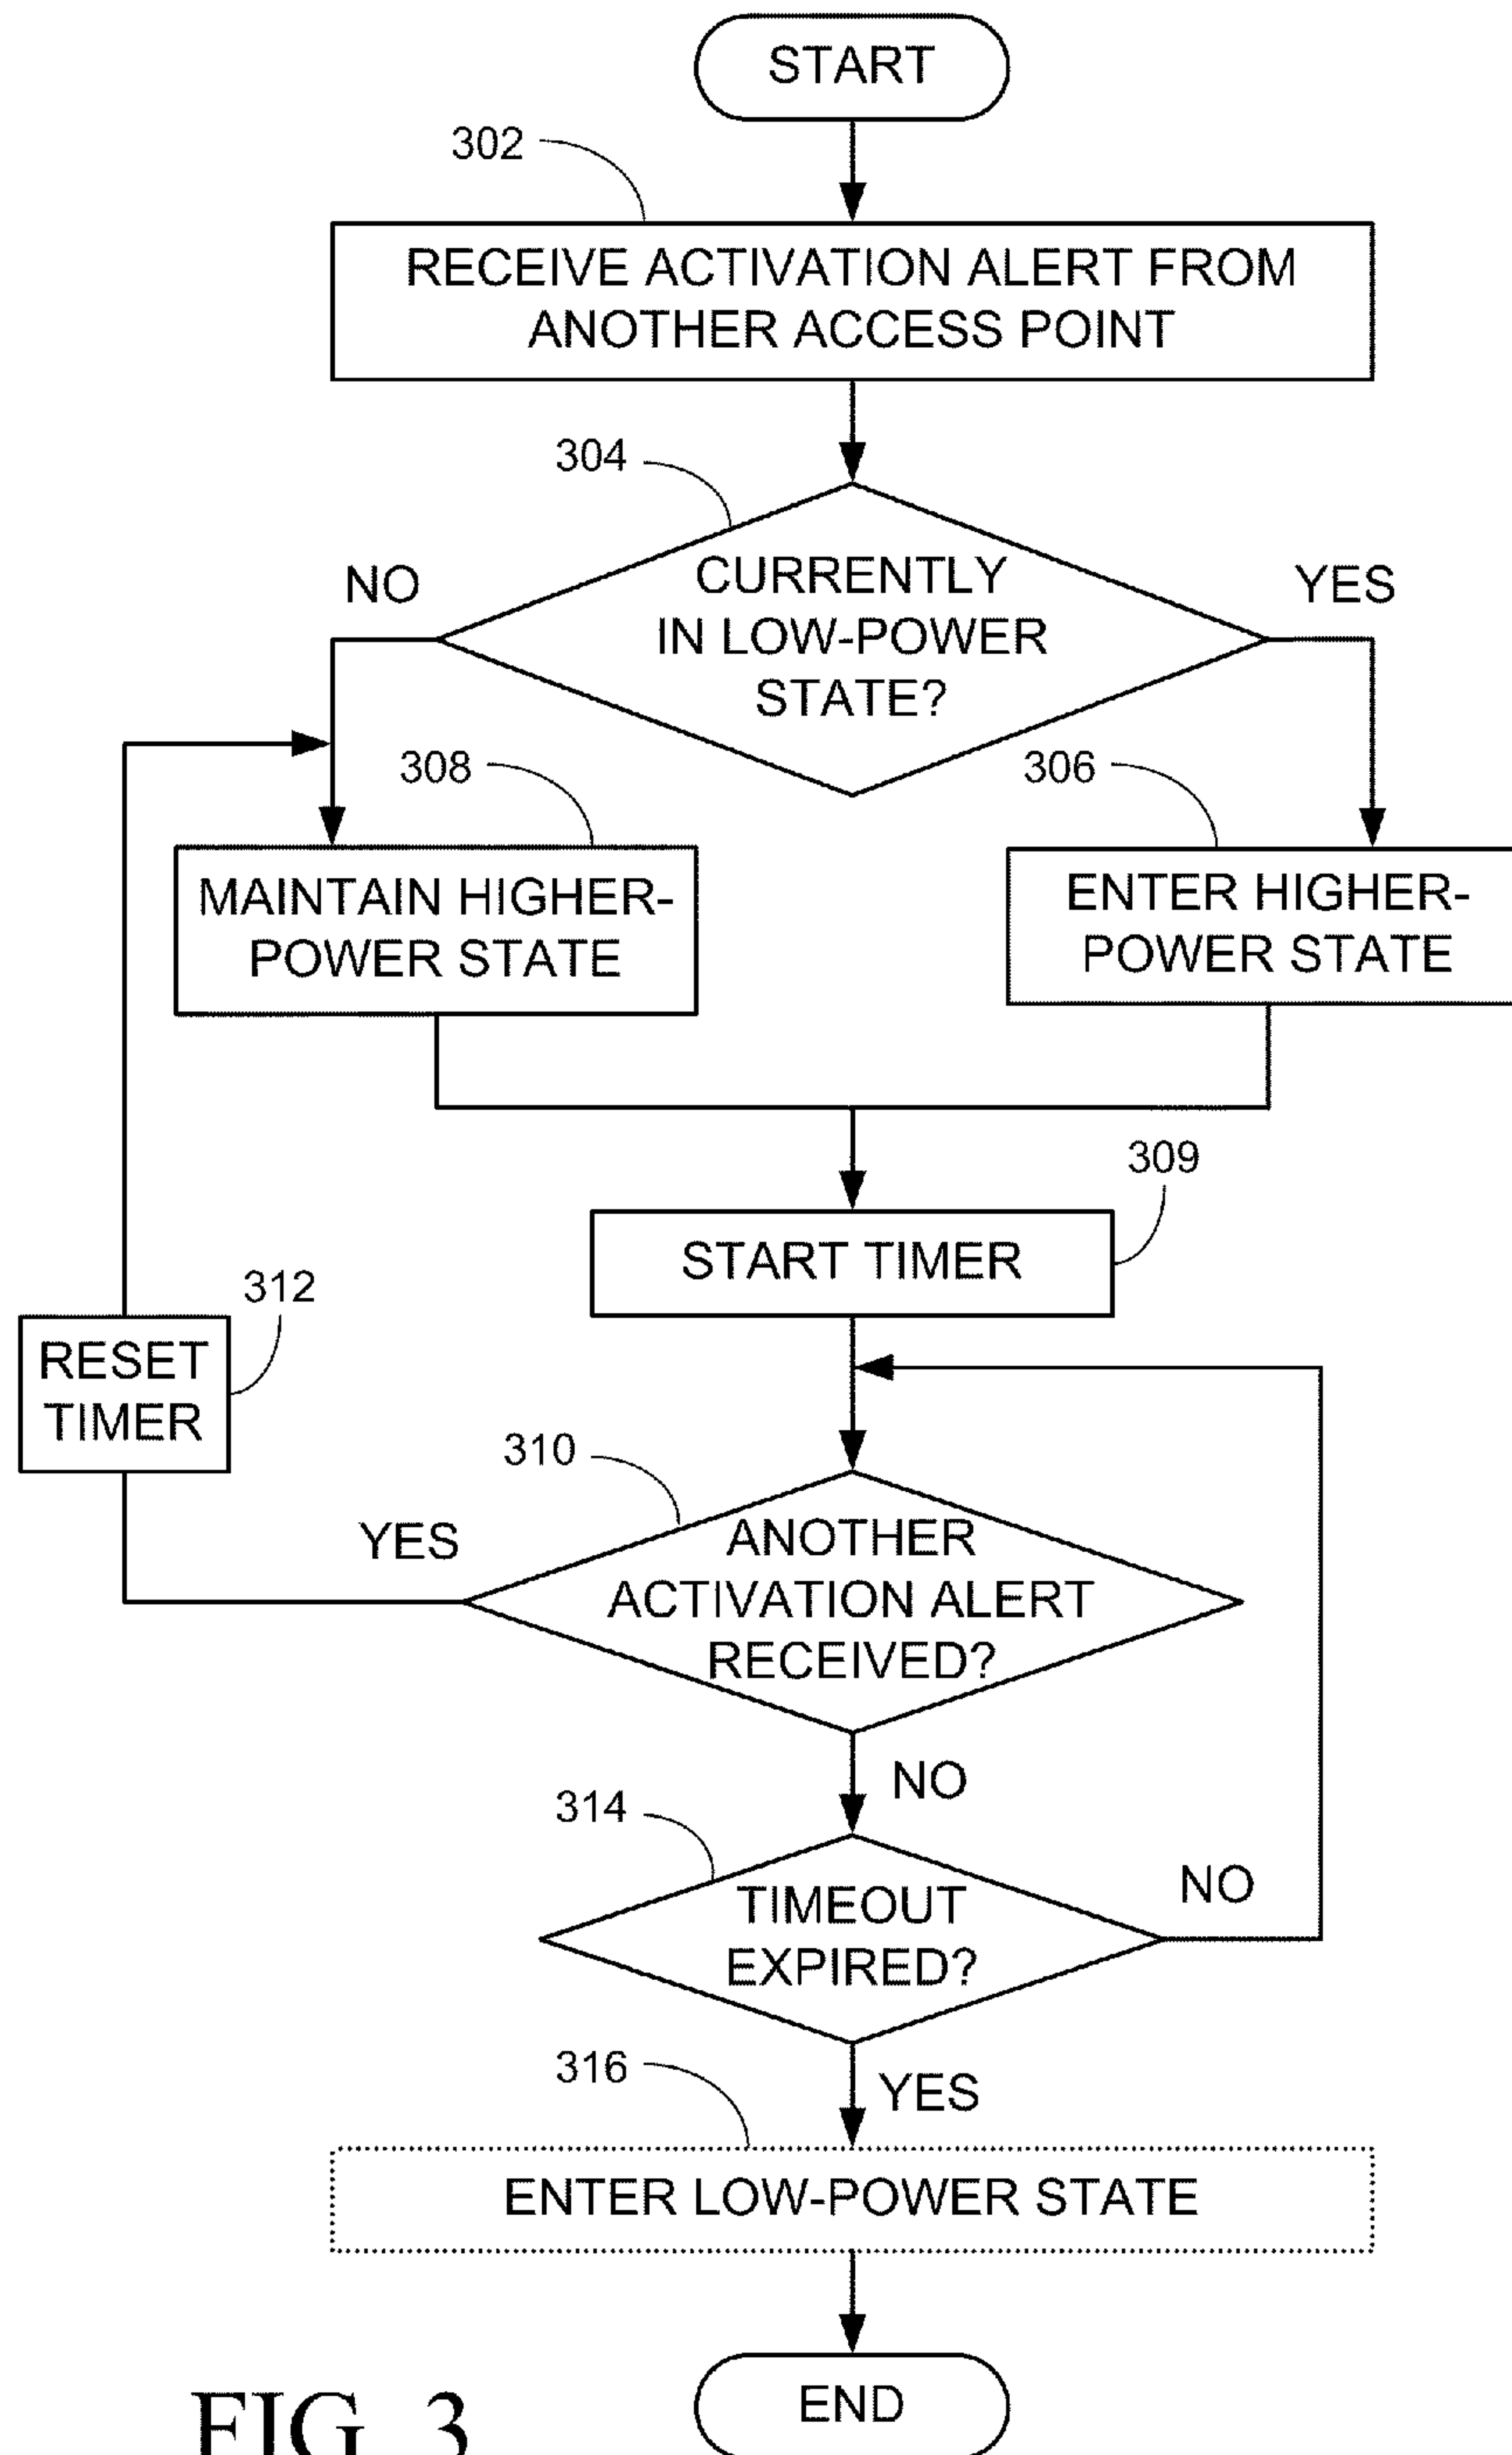 START
302
RECEIVE ACTIVATION ALERT FROM
ANOTHER ACCESS POINT
304
NO
CURRENTLY
IN LOW-POWER
STATE?
YES
308
306
MAINTAIN HIGHER-
POWER STATE
ENTER HIGHER-
POWER STATE
309
START TIMER
312
RESET
TIMER
310
YES
ANOTHER
ACTIVATION ALERT
RECEIVED?
NO
314
NO
TIMEOUT
EXPIRED?
316
YES
ENTER LOW-POWER STATE
END
FIG. 3